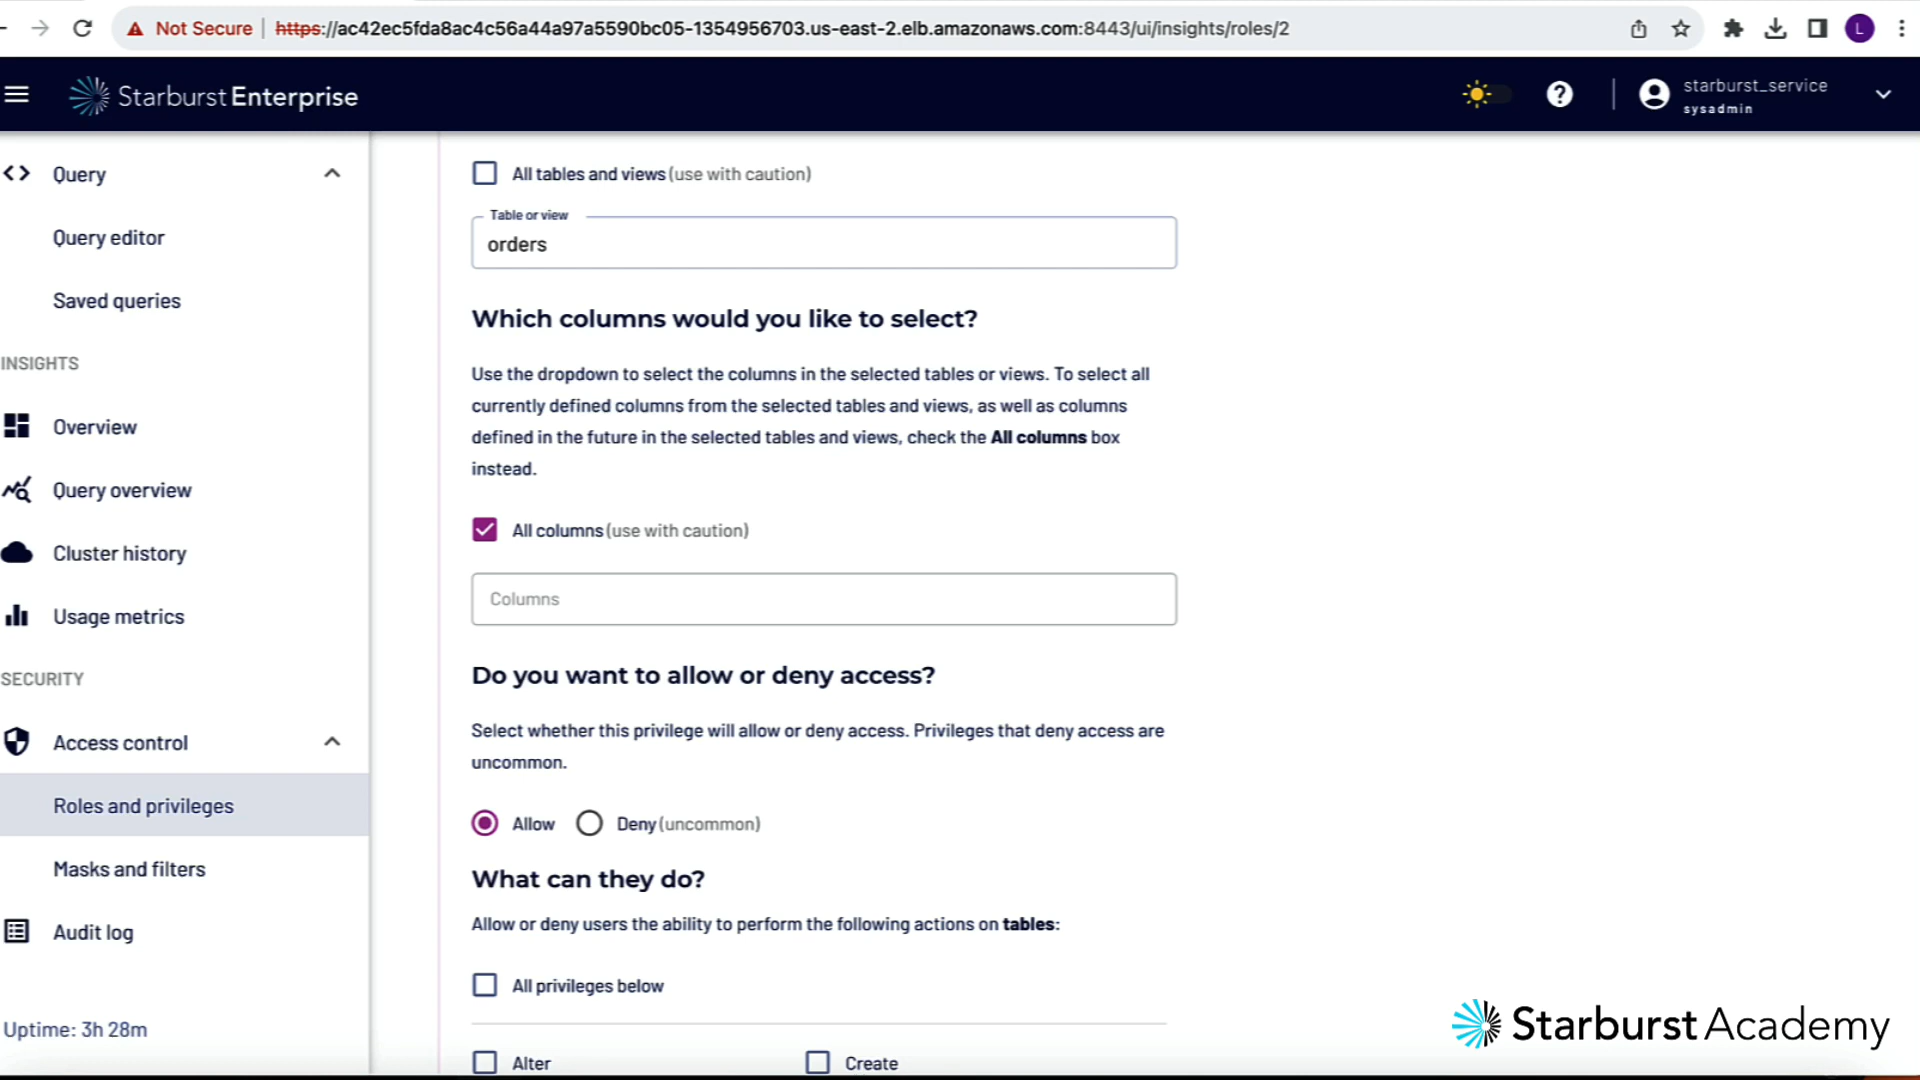 Not Secure
https://ac42ec5fda8ac4c56a44a97a5590bc05-1354956703.us-east-2.elb.amazonaws.com:8443/ui/insights/roles/2
L
Starburst Enterprise
?
starburst_service
sysadmin
Query
Query editor
Saved queries
INSIGHTS
Overview
Query overview
Cluster history
Usage metrics
SECURITY
Access control
Roles and privileges
Masks and filters
Audit log
Uptime: 3h 28m
All tables and views (use with caution)
Table or view
orders
Which columns would you like to select?
Use the dropdown to select the columns in the selected tables or views. To select all
currently defined columns from the selected tables and views, as well as columns
defined in the future in the selected tables and views, check the All columns box
instead.
All columns (use with caution)
Columns
Do you want to allow or deny access?
Select whether this privilege will allow or deny access. Privileges that deny access are
uncommon.
Allow Deny (uncommon)
What can they do?
Allow or deny users the ability to perform the following actions on tables:
All privileges below
Alter Create
Starburst Academy